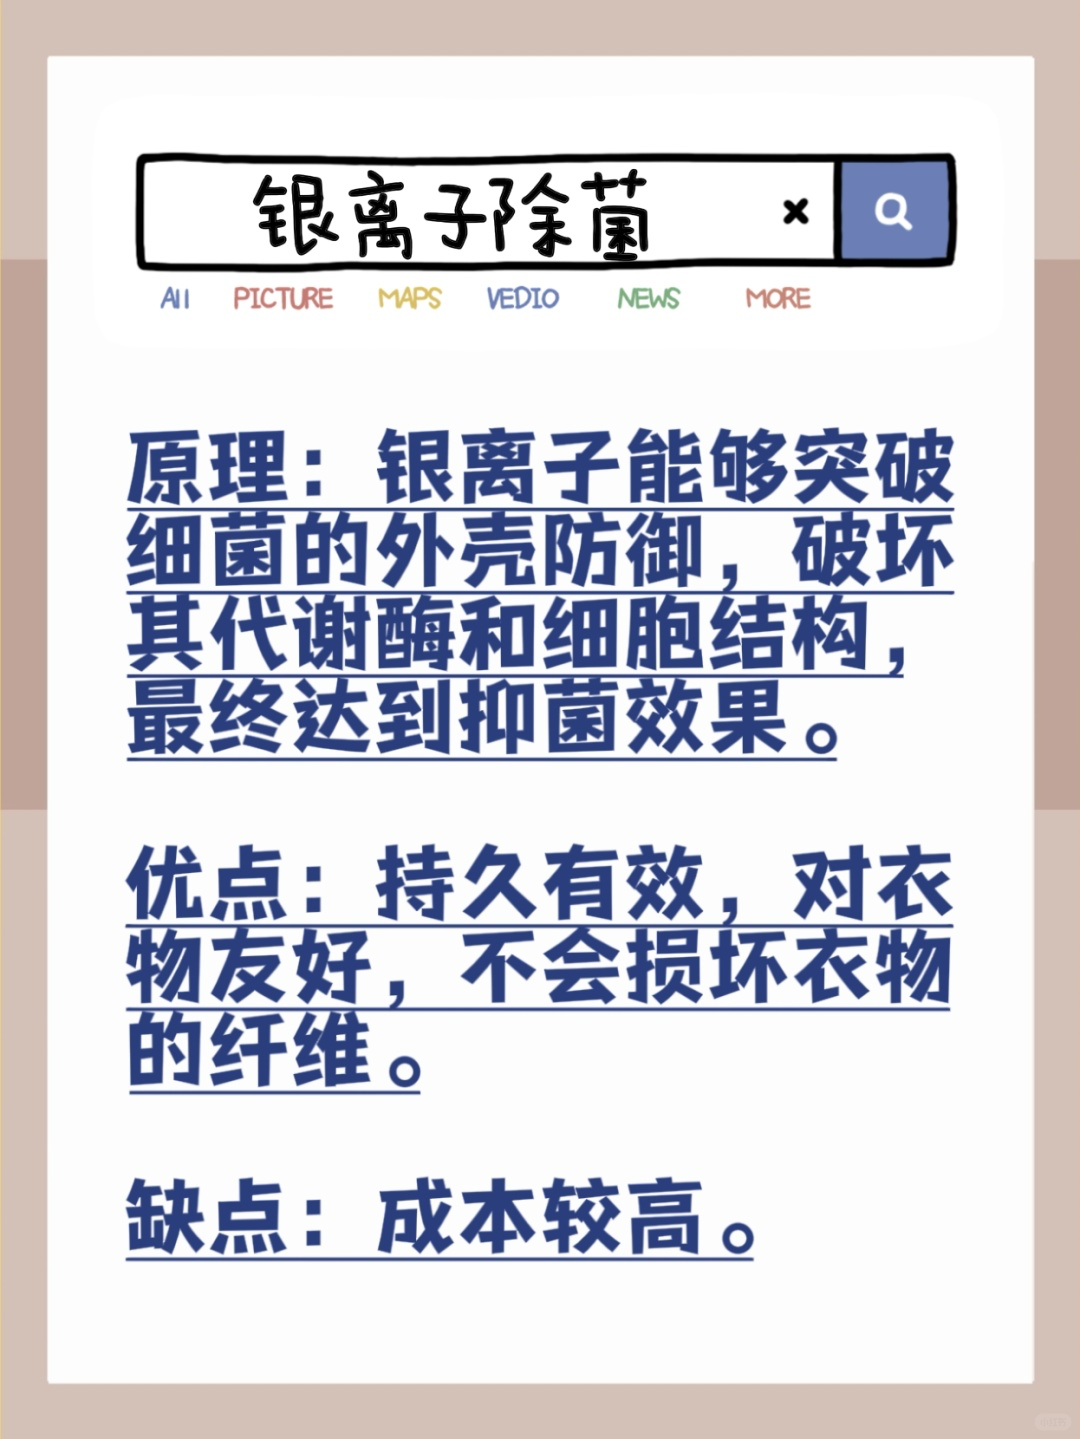 银离子除菌
All PICTURE MAPS VEDIO NEWS MORE
原理：银离子能够突破
细菌的外壳防御，破坏
其代谢酶和细胞结构，
最终达到抑菌效果。
优点：持久有效，对衣
物友好，不会损坏衣物
的纤维。
缺点：成本较高。